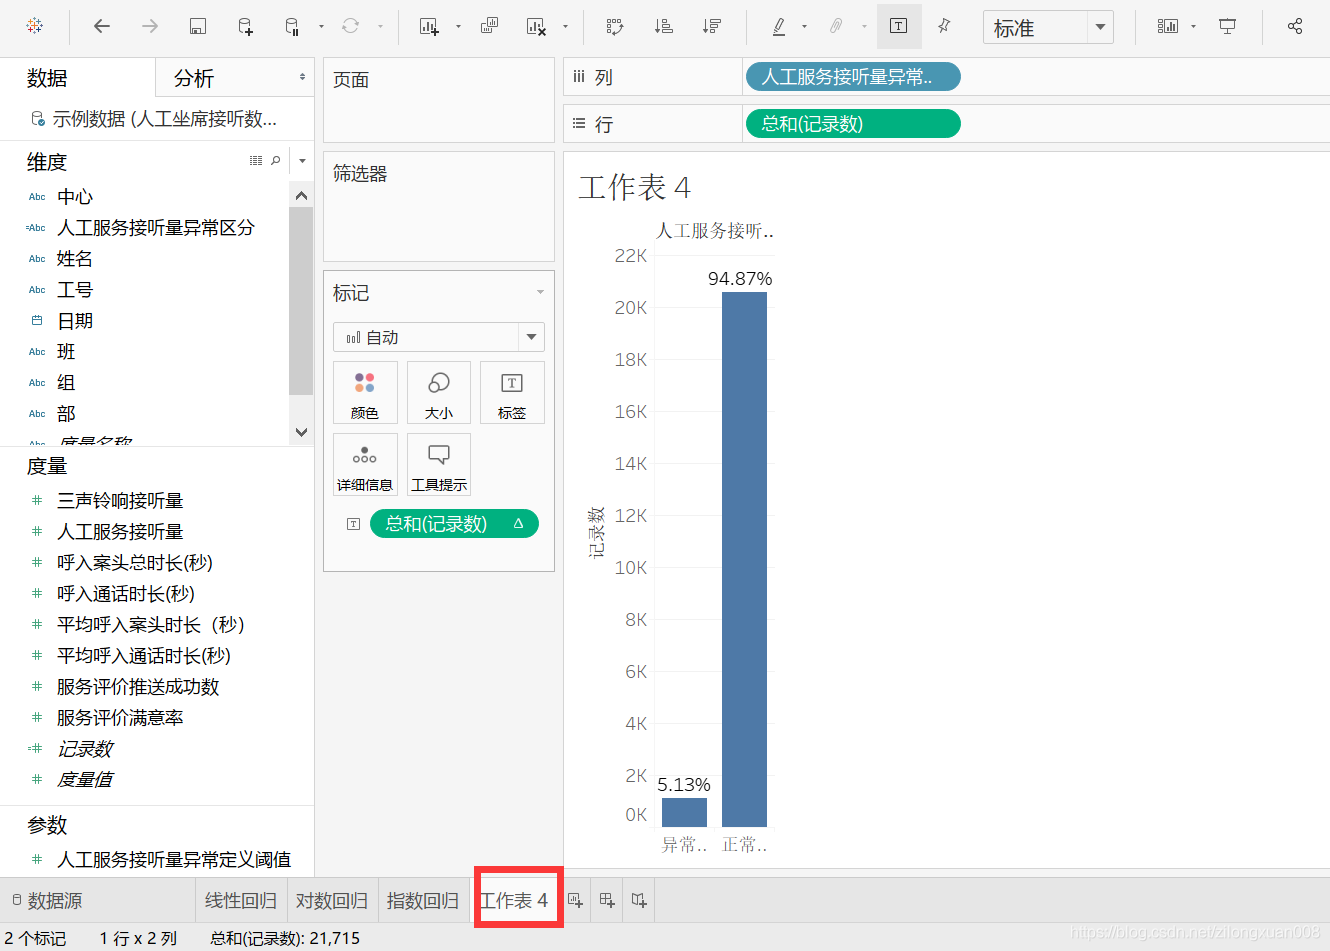 标准
数据
分析
示例数据 (人工坐席接听数...
维度
Abc 中心
=Abc 人工服务接听量异常区分
Abc 姓名
Abc 工号
日期
Abc 班
Abc 组
Abc 部
Abc 度量名称
度量
# 三声铃响接听量
# 人工服务接听量
# 呼入案头总时长(秒)
# 呼入通话时长(秒)
# 平均呼入案头时长（秒）
# 平均呼入通话时长(秒)
# 服务评价推送成功数
# 服务评价满意率
=# 记录数
# 度量值
参数
# 人工服务接听量异常定义阈值
页面
筛选器
标记
自动
颜色
大小
标签
详细信息
工具提示
总和(记录数) Δ
列
人工服务接听量异常..
行
总和(记录数)
工作表 4
人工服务接听..
22K
20K
18K
16K
14K
12K
10K
8K
6K
4K
2K
0K
记录数
94.87%
5.13%
异常..
正常..
数据源
线性回归
对数回归
指数回归
工作表 4
2 个标记
1 行 x 2 列
总和(记录数): 21,715
https://blog.csdn.net/zilongxuan008